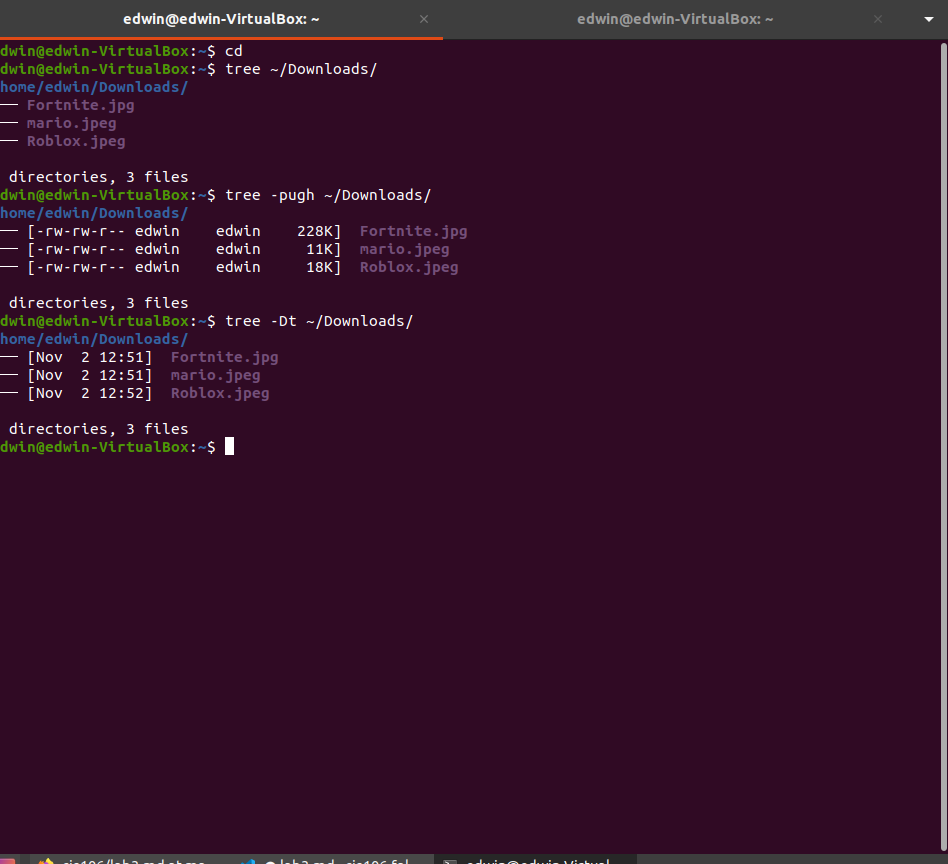 edwin@edwin-VirtualBox: ~ × edwin@edwin-VirtualBox: ~ ×
dwin@edwin-VirtualBox:~$ cd
dwin@edwin-VirtualBox:~$ tree ~/Downloads/
home/edwin/Downloads/
── Fortnite.jpg
── mario.jpeg
── Roblox.jpeg
directories, 3 files
dwin@edwin-VirtualBox:~$ tree -pugh ~/Downloads/
home/edwin/Downloads/
── [-rw-rw-r-- edwin    edwin    228K]  Fortnite.jpg
── [-rw-rw-r-- edwin    edwin     11K]  mario.jpeg
── [-rw-rw-r-- edwin    edwin     18K]  Roblox.jpeg
directories, 3 files
dwin@edwin-VirtualBox:~$ tree -Dt ~/Downloads/
home/edwin/Downloads/
── [Nov  2 12:51]  Fortnite.jpg
── [Nov  2 12:51]  mario.jpeg
── [Nov  2 12:52]  Roblox.jpeg
directories, 3 files
dwin@edwin-VirtualBox:~$
edwin@edwin-Virtual